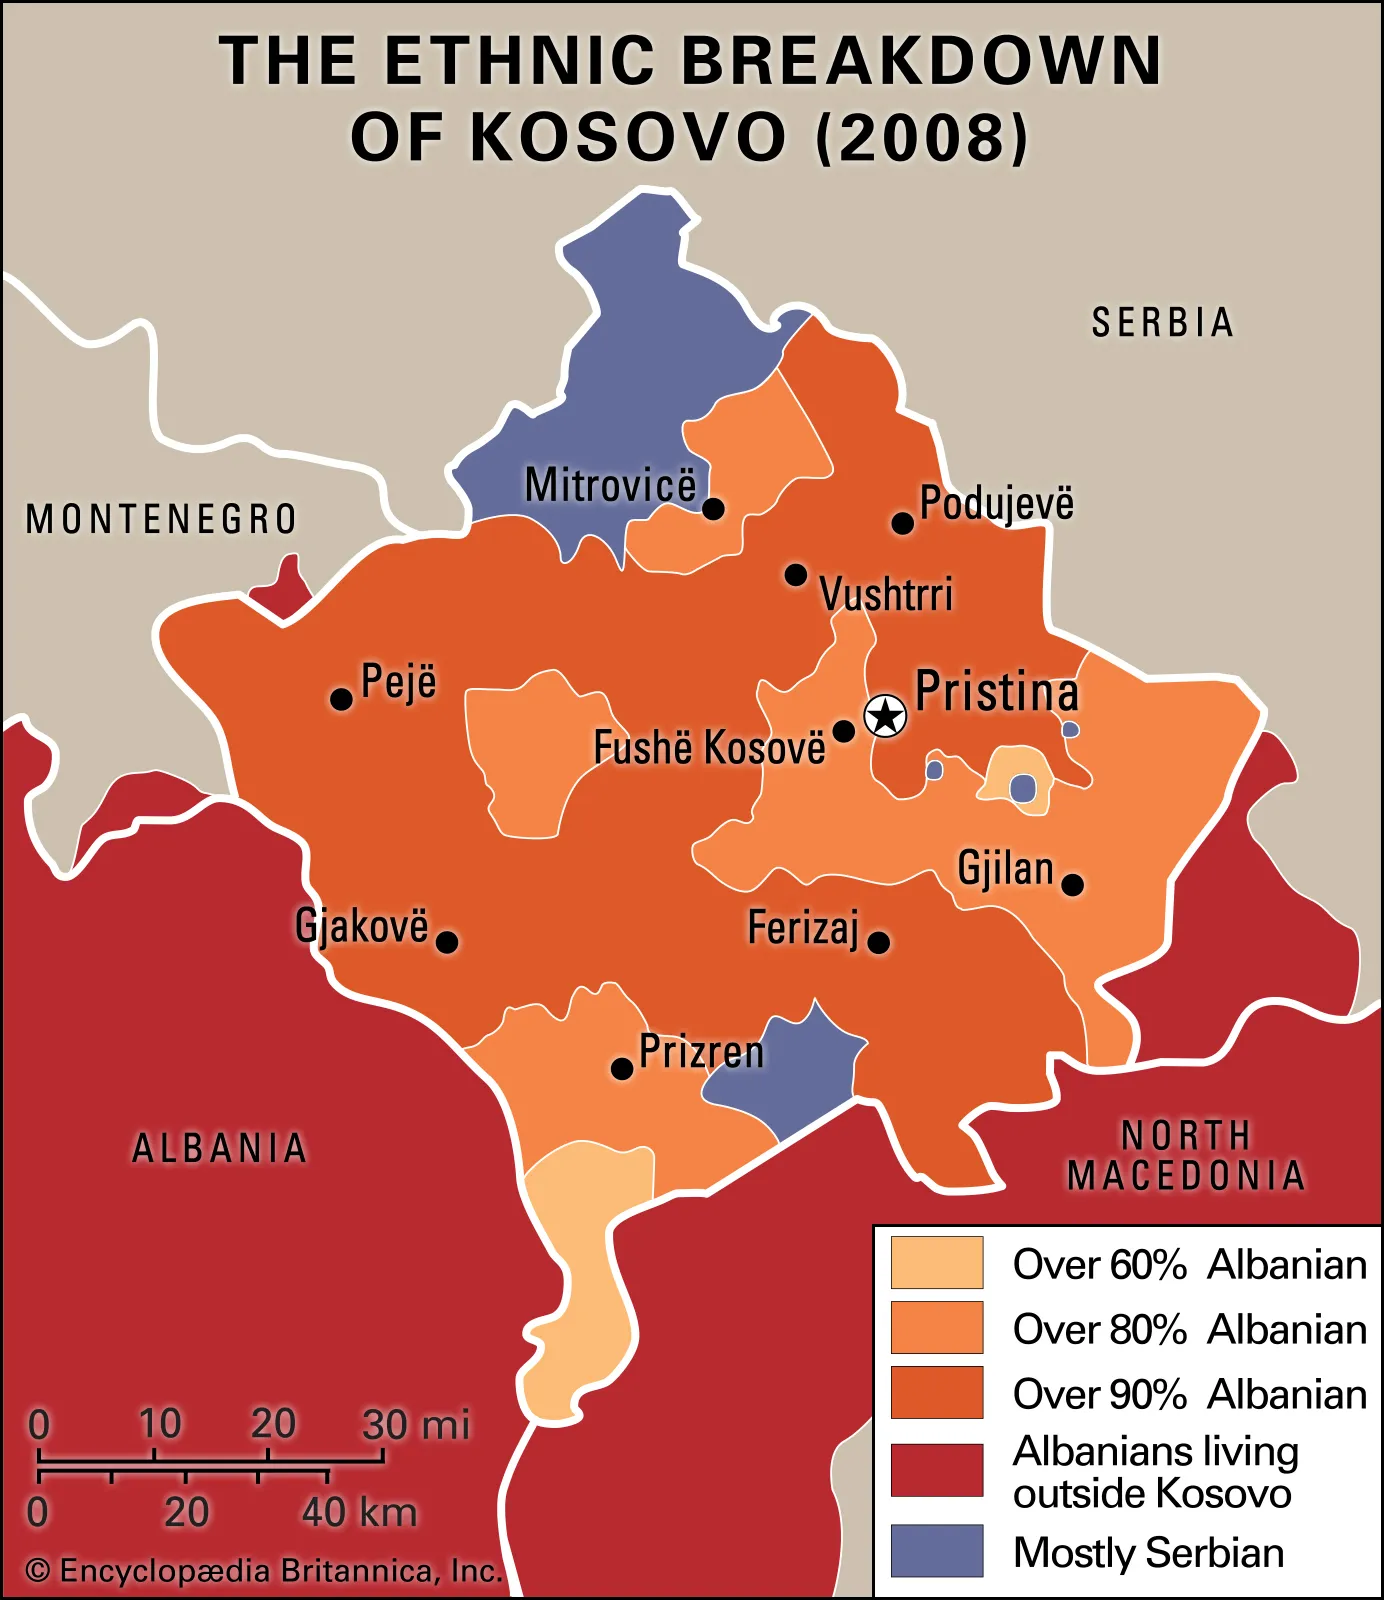 THE ETHNIC BREAKDOWN
OF KOSOVO (2008)
SERBIA
MONTENEGRO
Mitrovicë
Podujevë
Vushtrri
Pejë
Pristina
Fushë Kosovë
Gjilan
Gjakovë
Ferizaj
Prizren
ALBANIA
NORTH
MACEDONIA
Over 60% Albanian
Over 80% Albanian
Over 90% Albanian
Albanians living
outside Kosovo
Mostly Serbian
0 10 20 30 mi
0 20 40 km
© Encyclopædia Britannica, Inc.